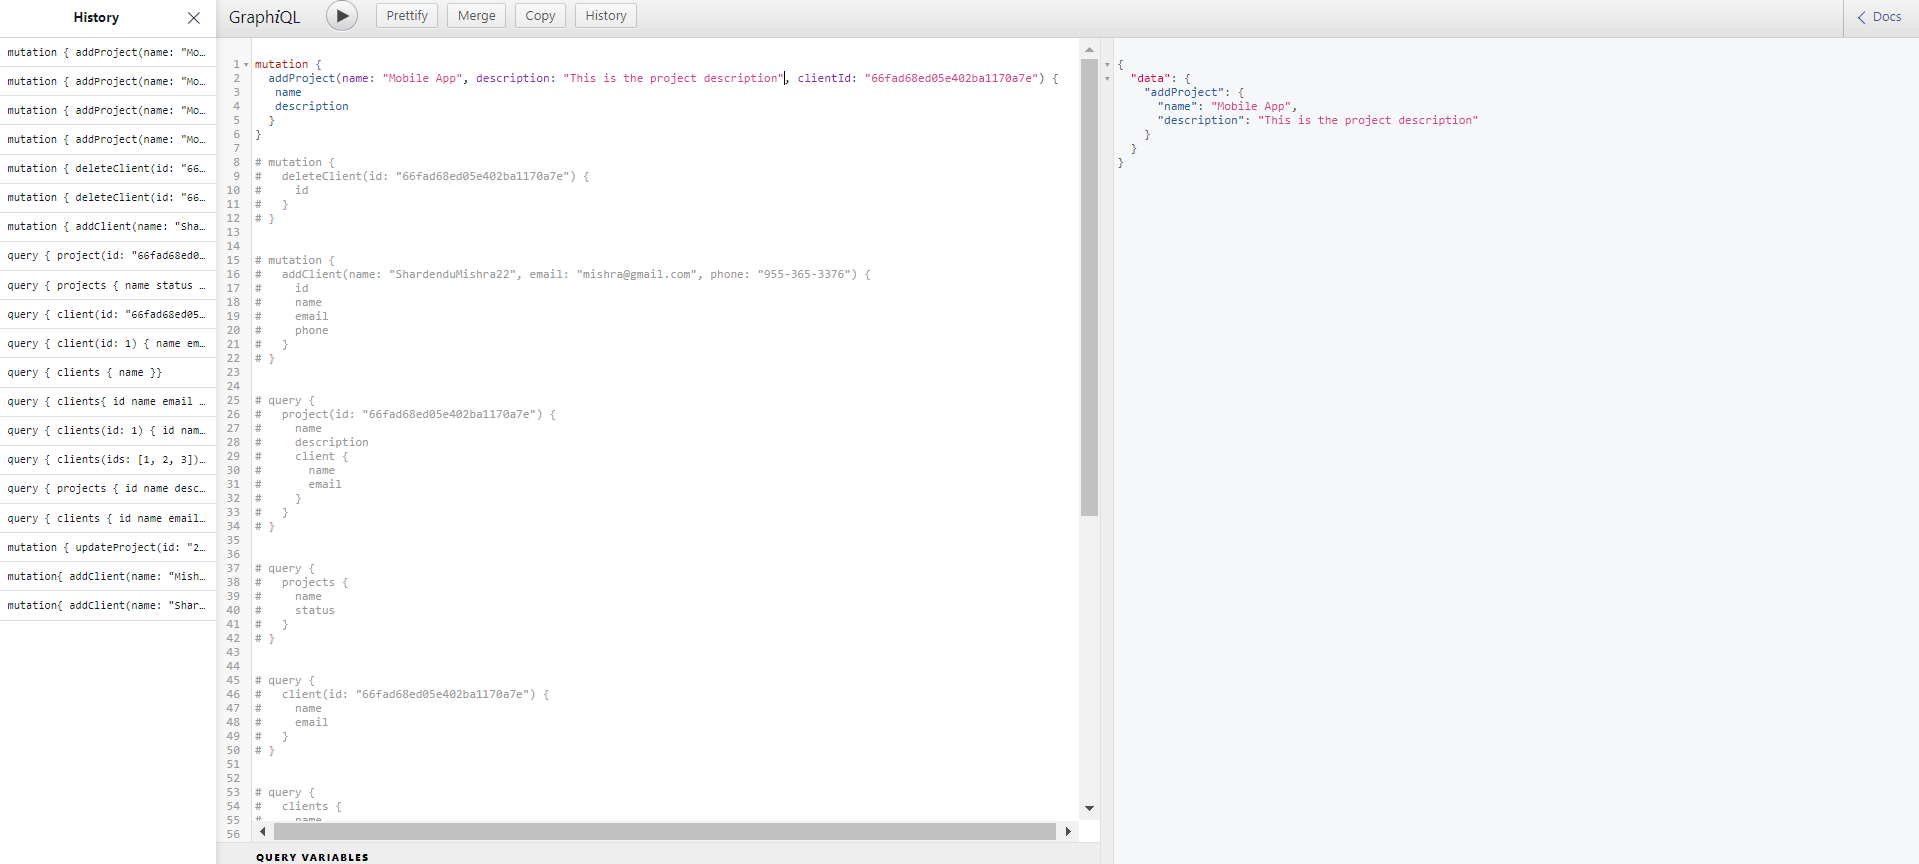 History
mutation { addProject(name: "Mo…
mutation { addProject(name: "Mo…
mutation { addProject(name: "Mo…
mutation { addProject(name: "Mo…
mutation { deleteClient(id: "66…
mutation { deleteClient(id: "66…
mutation { addClient(name: "Sha…
query { project(id: "66fad68ed0…
query { projects { name status …
query { client(id: "66fad68ed05…
query { client(id: 1) { name em…
query { clients { name }}
query { clients{ id name email …
query { clients(id: 1) { id nam…
query { clients(ids: [1, 2, 3])…
query { projects { id name desc…
query { clients { id name email…
mutation { updateProject(id: "2…
mutation{ addClient(name: "Mish…
mutation{ addClient(name: "Shar…
GraphiQL
Prettify
Merge
Copy
History
Docs
1 mutation {
2 addProject(name: "Mobile App", description: "This is the project description", clientId: "66fad68ed05e402ba1170a7e") {
3 name
4 description
5 }
6 }
7
8 # mutation {
9 # deleteClient(id: "66fad68ed05e402ba1170a7e") {
10 # id
11 # }
12 # }
13
14
15 # mutation {
16 # addClient(name: "ShardenduMishra22", email: "mishra@gmail.com", phone: "955-365-3376") {
17 # id
18 # name
19 # email
20 # phone
21 # }
22 # }
23
24
25 # query {
26 # project(id: "66fad68ed05e402ba1170a7e") {
27 # name
28 # description
29 # client {
30 # name
31 # email
32 # }
33 # }
34 # }
35
36
37 # query {
38 # projects {
39 # name
40 # status
41 # }
42 # }
43
44
45 # query {
46 # client(id: "66fad68ed05e402ba1170a7e") {
47 # name
48 # email
49 # }
50 # }
51
52
53 # query {
54 # clients {
55 # name
56
QUERY VARIABLES
{
"data": {
"addProject": {
"name": "Mobile App",
"description": "This is the project description"
}
}
}